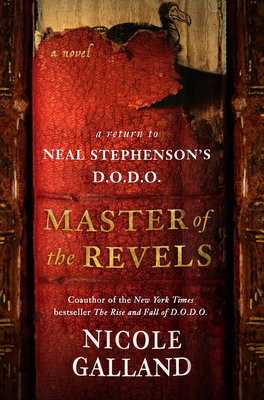 a novel
a return to
NEAL STEPHENSON'S
D.O.D.O.
MASTER of
the REVELS
Coauthor of the New York Times
bestseller The Rise and Fall of D.O.D.O.
NICOLE
GALLAND